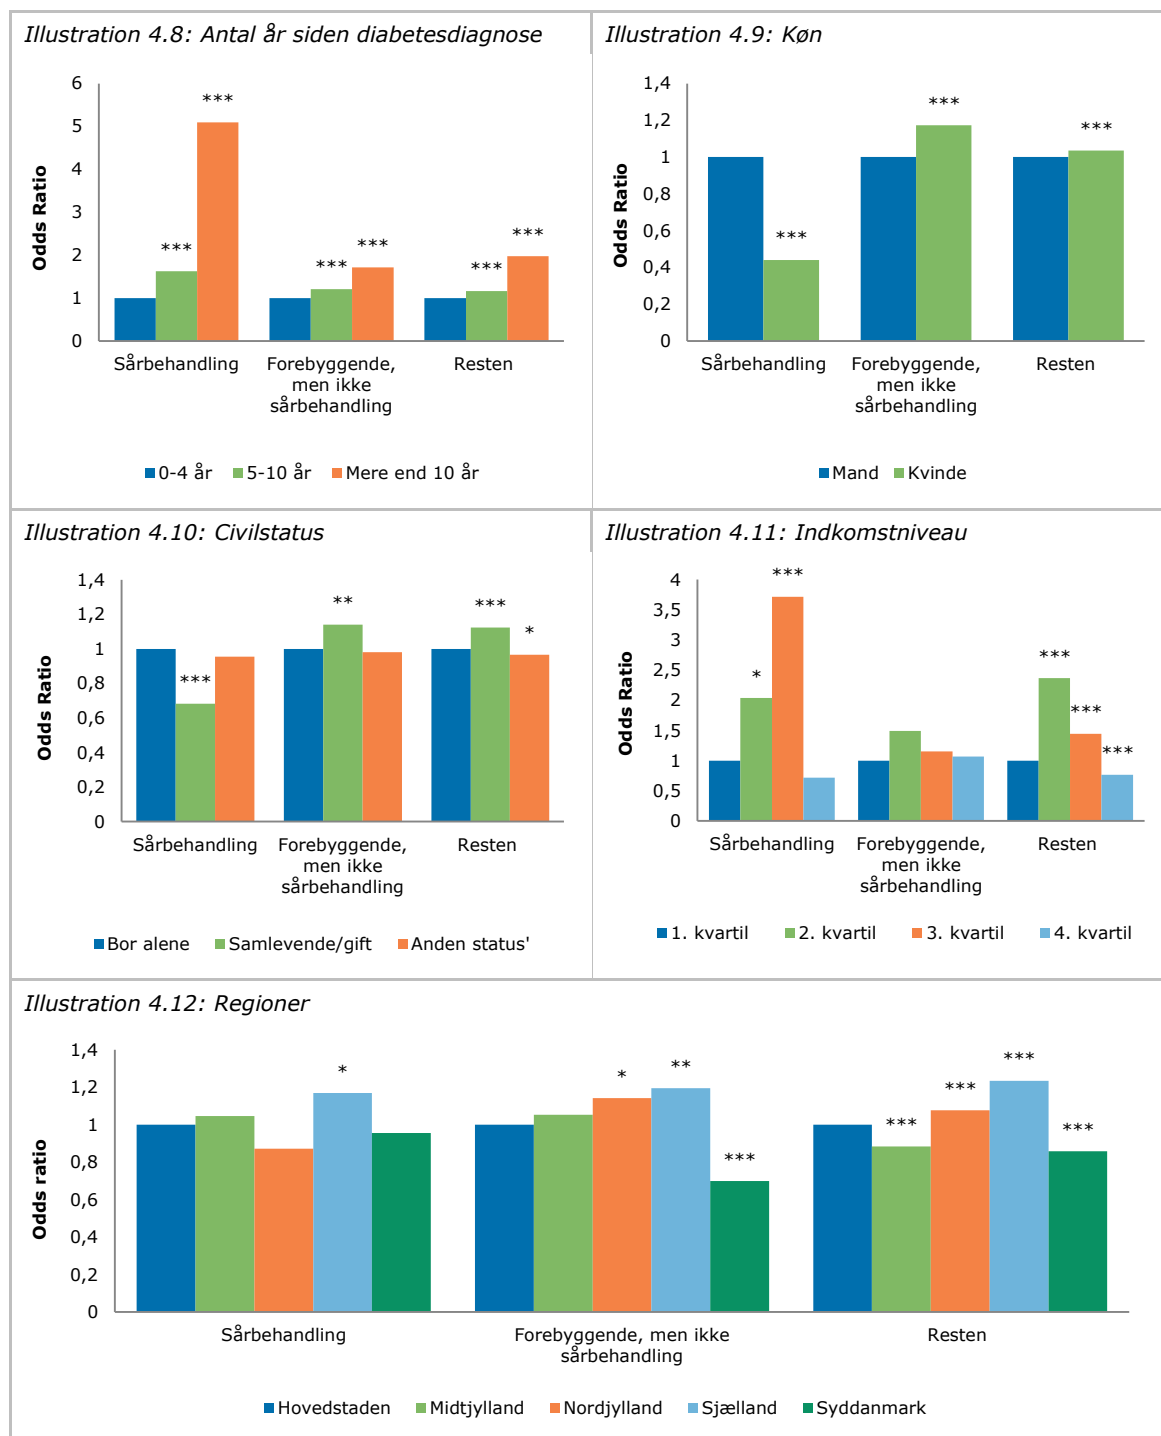 Illustration 4.8: Antal år siden diabetesdiagnose
Odds Ratio
6
5
4
3
2
1
0
***
***
***
***
***
***
Sårbehandling
Forebyggende,
men ikke
sårbehandling
Resten
0-4 år 5-10 år Mere end 10 år
Illustration 4.9: Køn
Odds Ratio
1,4
1,2
1
0,8
0,6
0,4
0,2
0
***
***
***
Sårbehandling
Forebyggende,
men ikke
sårbehandling
Resten
Mand Kvinde
Illustration 4.10: Civilstatus
Odds Ratio
1,4
1,2
1
0,8
0,6
0,4
0,2
0
***
**
***
*
Sårbehandling
Forebyggende,
men ikke
sårbehandling
Resten
Bor alene Samlevende/gift Anden status'
Illustration 4.11: Indkomstniveau
Odds Ratio
4
3,5
3
2,5
2
1,5
1
0,5
0
*
***
***
***
***
Sårbehandling
Forebyggende,
men ikke
sårbehandling
Resten
1. kvartil 2. kvartil 3. kvartil 4. kvartil
Illustration 4.12: Regioner
Odds ratio
1,4
1,2
1
0,8
0,6
0,4
0,2
0
*
*
**
***
***
***
***
***
Sårbehandling
Forebyggende, men ikke
sårbehandling
Resten
Hovedstaden Midtjylland Nordjylland Sjælland Syddanmark